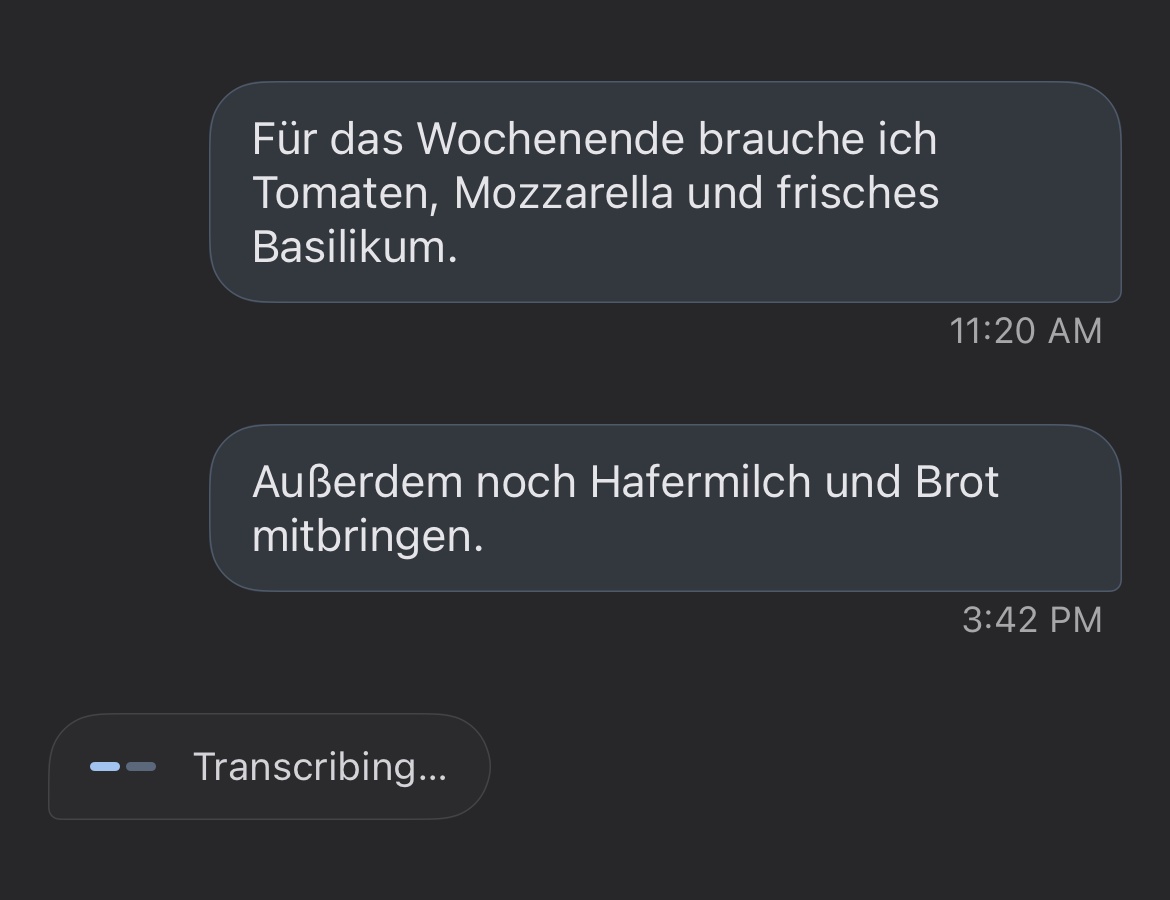 Für das Wochenende brauche ich
Tomaten, Mozzarella und frisches
Basilikum.
11:20 AM
Außerdem noch Hafermilch und Brot
mitbringen.
3:42 PM
Transcribing...